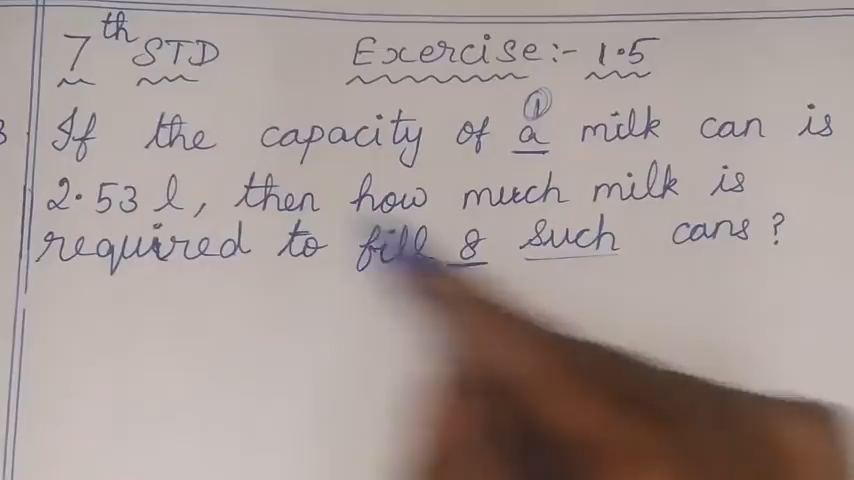 7th STD Exercise:- 1.5
3 If the capacity of a milk can is
2.53 l, then how much milk is
required to fill 8 such cans?